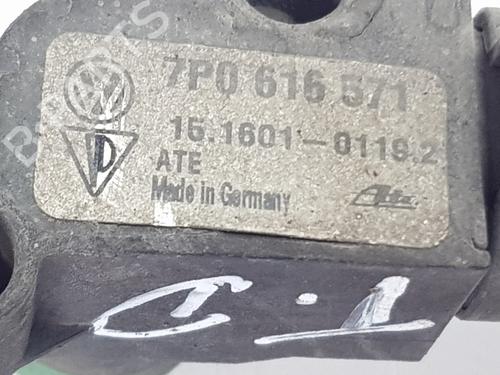 7P0 616 571
15.1601-0119.2
ATE
Made in Germany
Ate